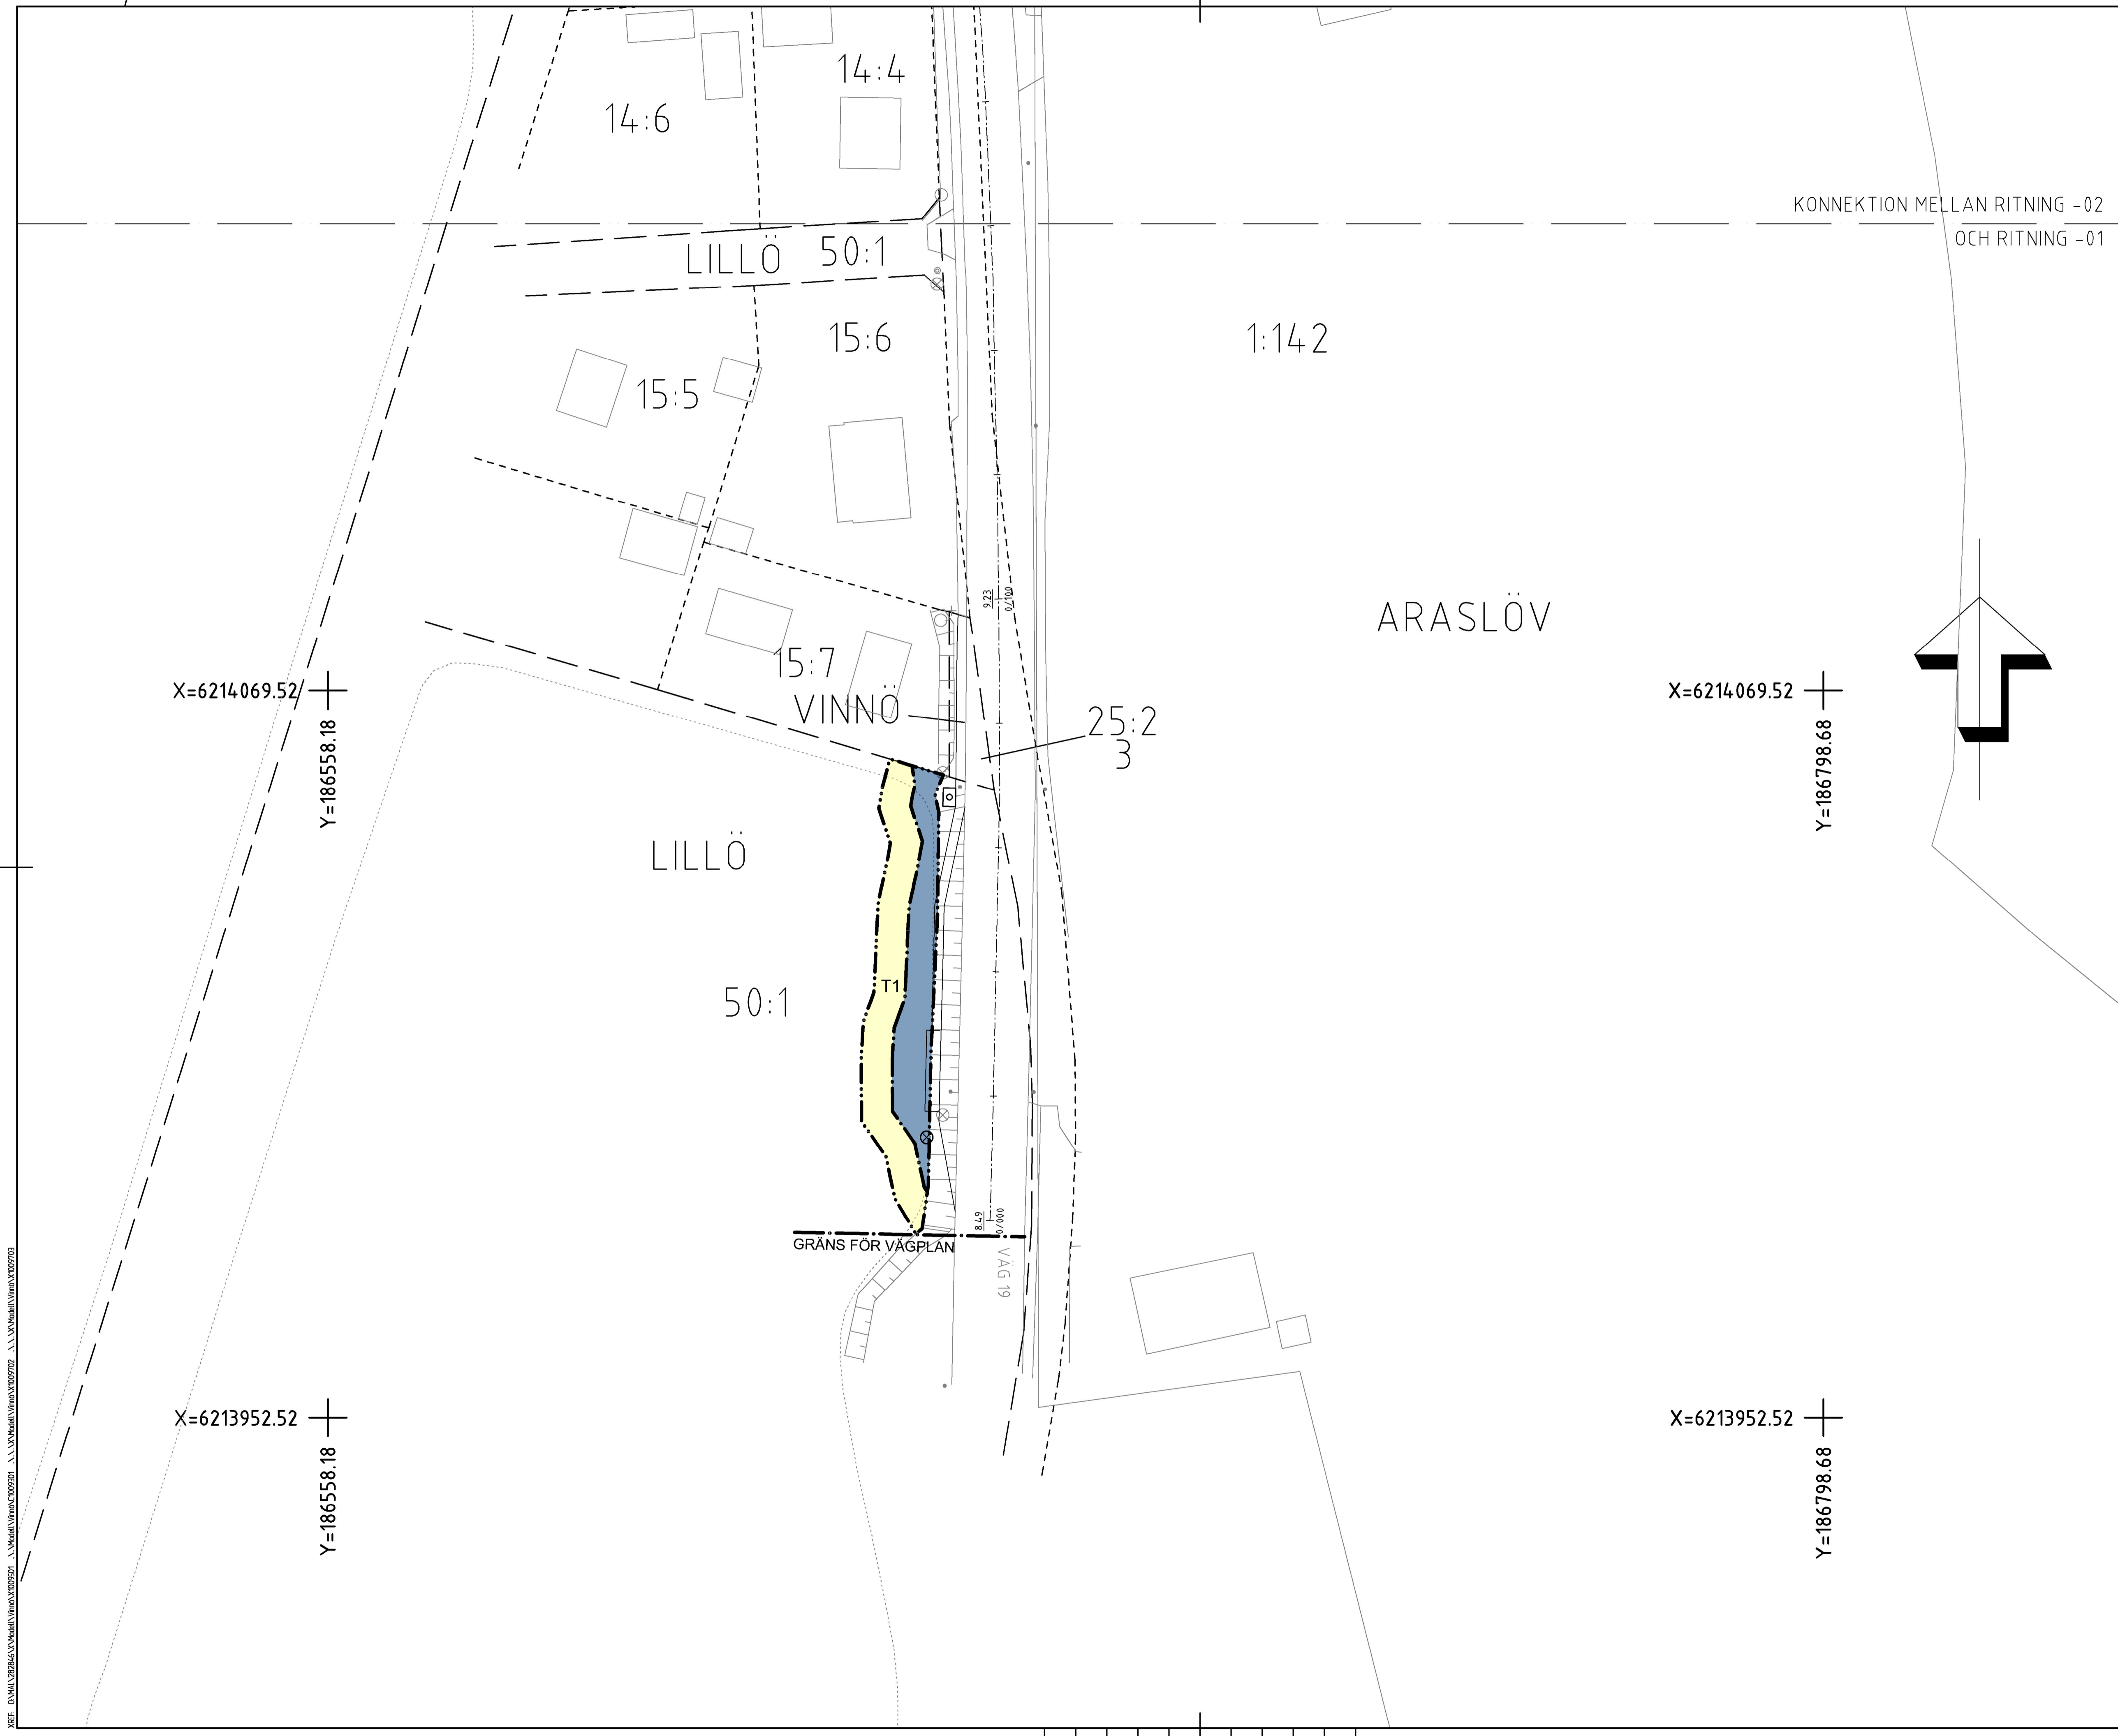 14:4
14:6
KONNEKTION MELLAN RITNING -02
OCH RITNING -01
LILLÖ 50:1
15:6
1:142
15:5
9.23
0/100
ARASLÖV
15:7
VINNÖ
X=6214069.52
Y=186558.18
25:2
3
X=6214069.52
Y=186798.68
LILLÖ
T1
50:1
8.49
0/000
GRÄNS FÖR VÄGPLAN
VÄG 19
X=6213952.52
Y=186558.18
X=6213952.52
Y=186798.68